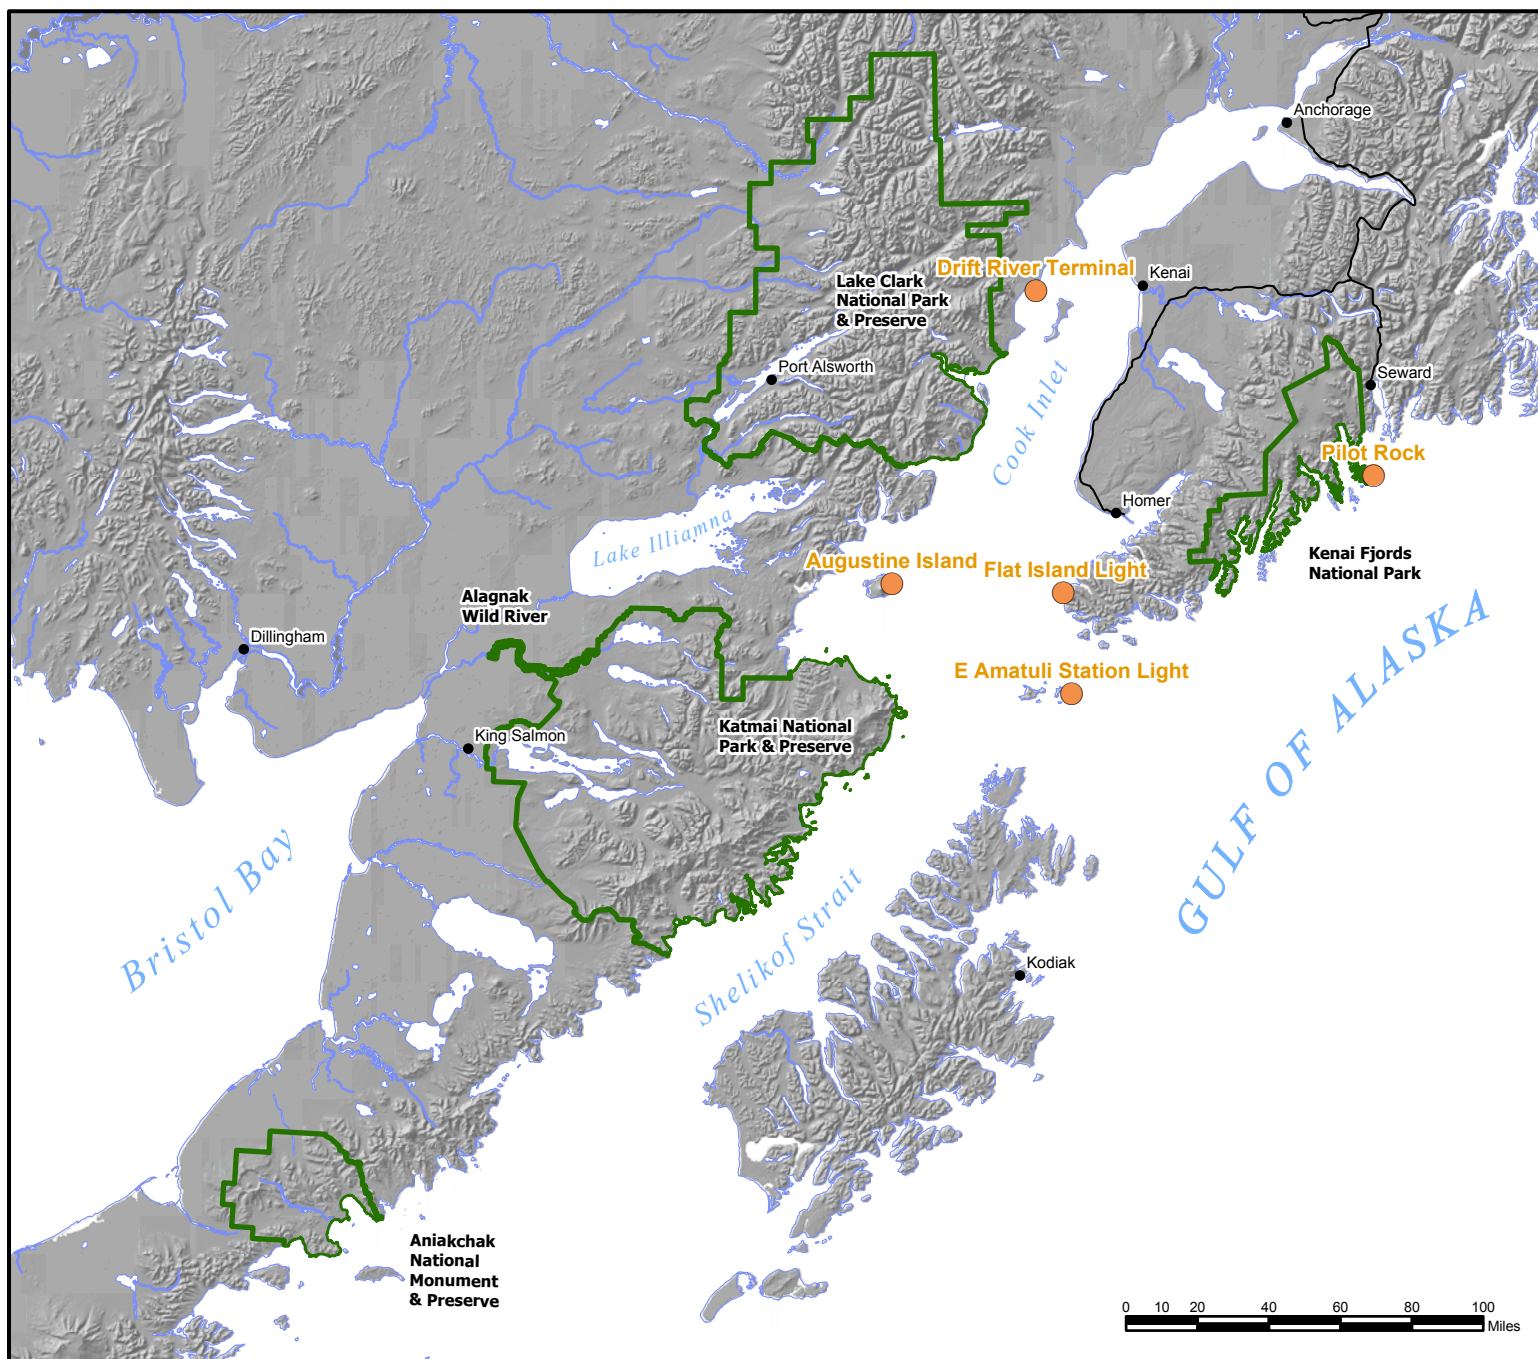 Anchorage
Drift River Terminal
Kenai
Lake Clark
National Park
& Preserve
Port Alsworth
Cook Inlet
Seward
Pilot Rock
Homer
Lake Illiamna
Kenai Fjords
National Park
Augustine Island
Flat Island Light
Alagnak
Wild River
Dillingham
E Amatuli Station Light
GULF OF ALASKA
Katmai National
Park & Preserve
King Salmon
Bristol Bay
Shelikof Strait
Kodiak
Aniakchak
National
Monument
& Preserve
0 10 20 40 60 80 100
Miles